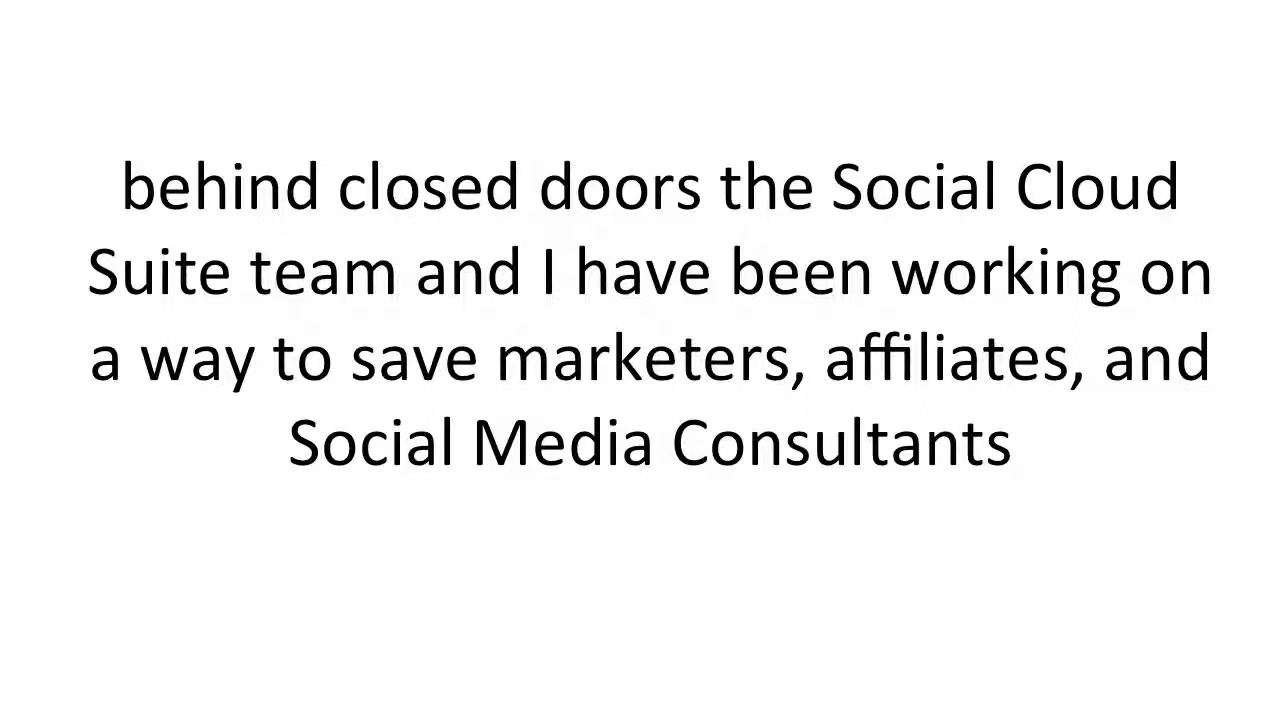 behind closed doors the Social Cloud
Suite team and I have been working on
a way to save marketers, affiliates, and
Social Media Consultants